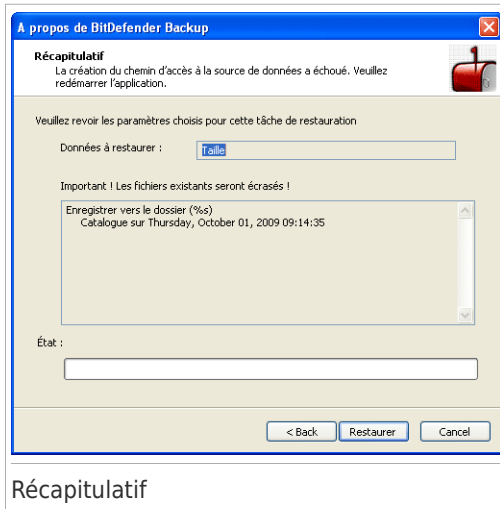 A propos de BitDefender Backup
Récapitulatif
La création du chemin d'accès à la source de données a échoué. Veuillez
redémarrer l'application.
Veuillez revoir les paramètres choisis pour cette tâche de restauration
Données à restaurer :
Taille
Important ! Les fichiers existants seront écrasés !
Enregistrer vers le dossier (%s)
Catalogue sur Thursday, October 01, 2009 09:14:35
État :
< Back
Restaurer
Cancel
Récapitulatif